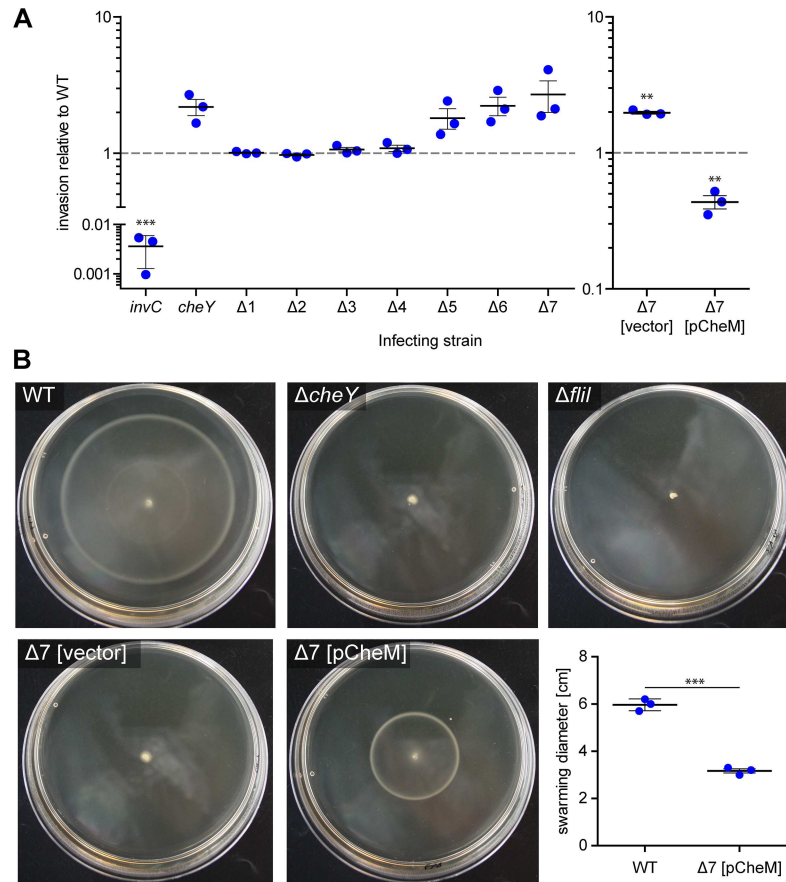 A
invasion relative to WT
10
1
0.01
0.001
***
invC
cheY
Δ1
Δ2
Δ3
Δ4
Δ5
Δ6
Δ7
10
1
0.1
**
**
Δ7
[vector]
Δ7
[pCheM]
Infecting strain
B
WT
ΔcheY
ΔfliI
Δ7 [vector]
Δ7 [pCheM]
swarming diameter [cm]
8
6
4
2
0
***
WT
Δ7 [pCheM]